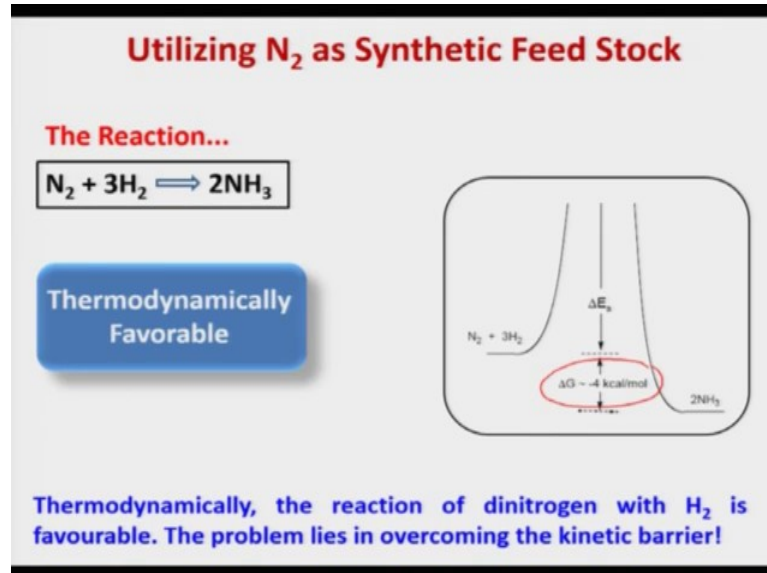 Utilizing N₂ as Synthetic Feed Stock
The Reaction...
N₂ + 3H₂ ⟹ 2NH₃
Thermodynamically
Favorable
ΔEₐ
N₂ + 3H₂
ΔG ~ -4 kcal/mol
2NH₃
Thermodynamically, the reaction of dinitrogen with H₂ is
favourable. The problem lies in overcoming the kinetic barrier!